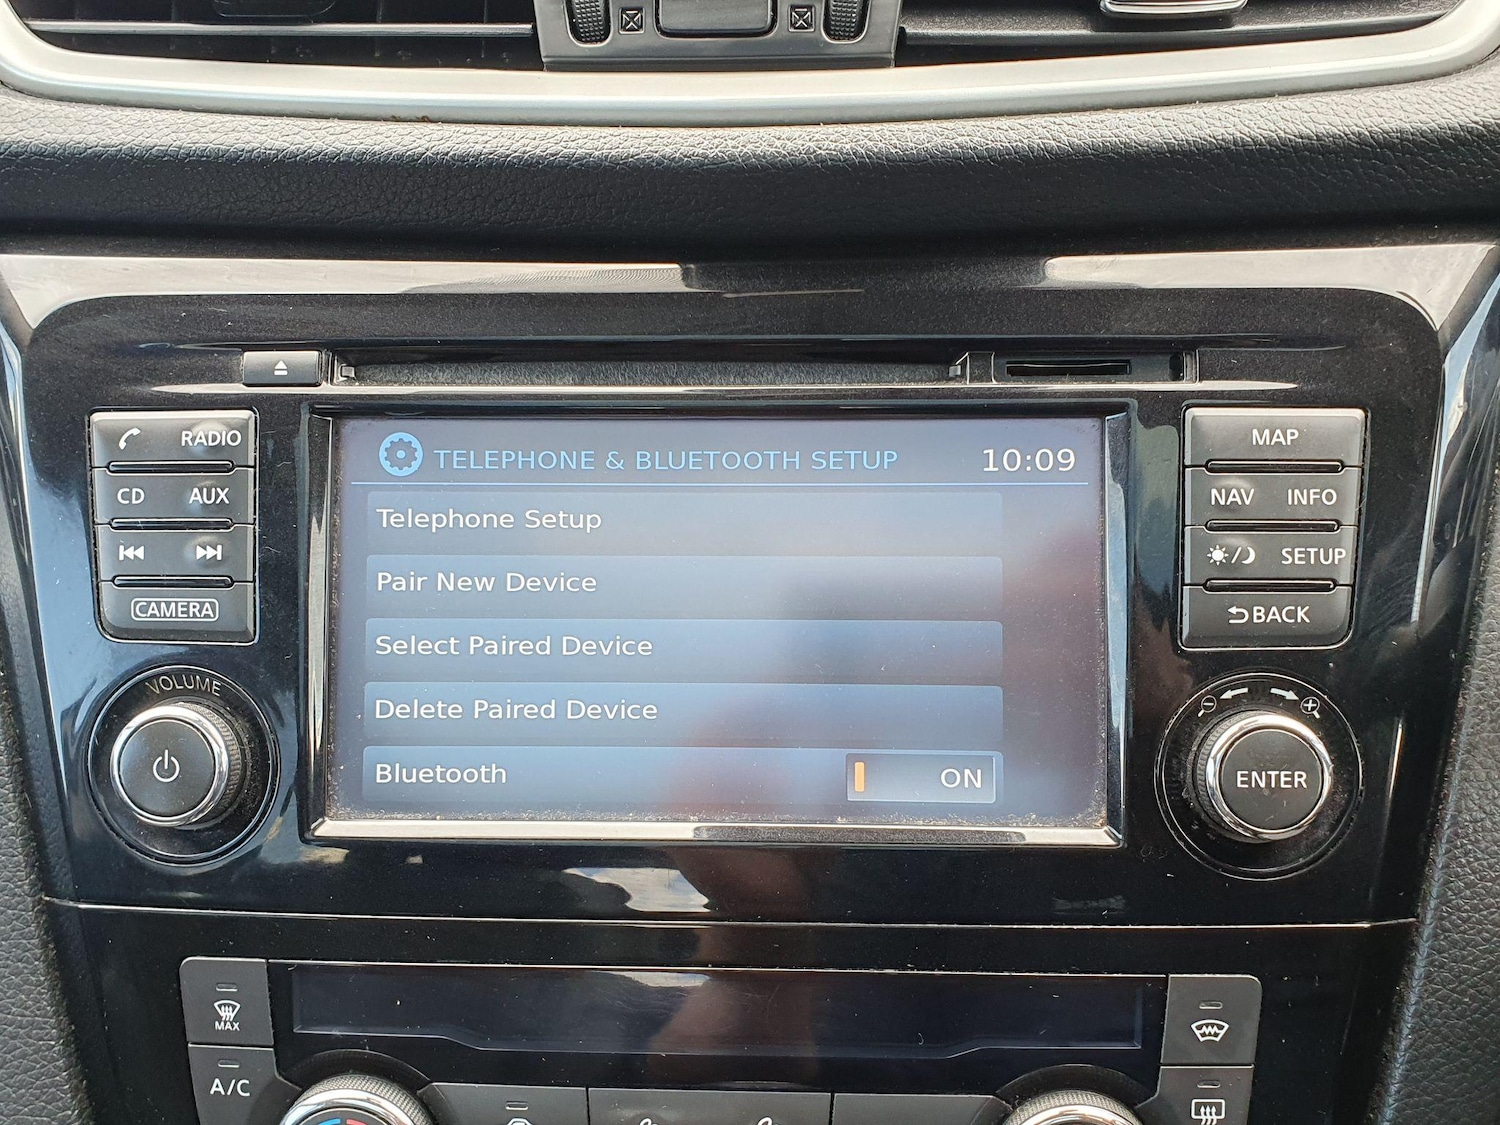 RADIO
CD AUX
CAMERA
VOLUME
TELEPHONE & BLUETOOTH SETUP 10:09
Telephone Setup
Pair New Device
Select Paired Device
Delete Paired Device
Bluetooth ON
MAP
NAV INFO
SETUP
BACK
ENTER
MAX
A/C